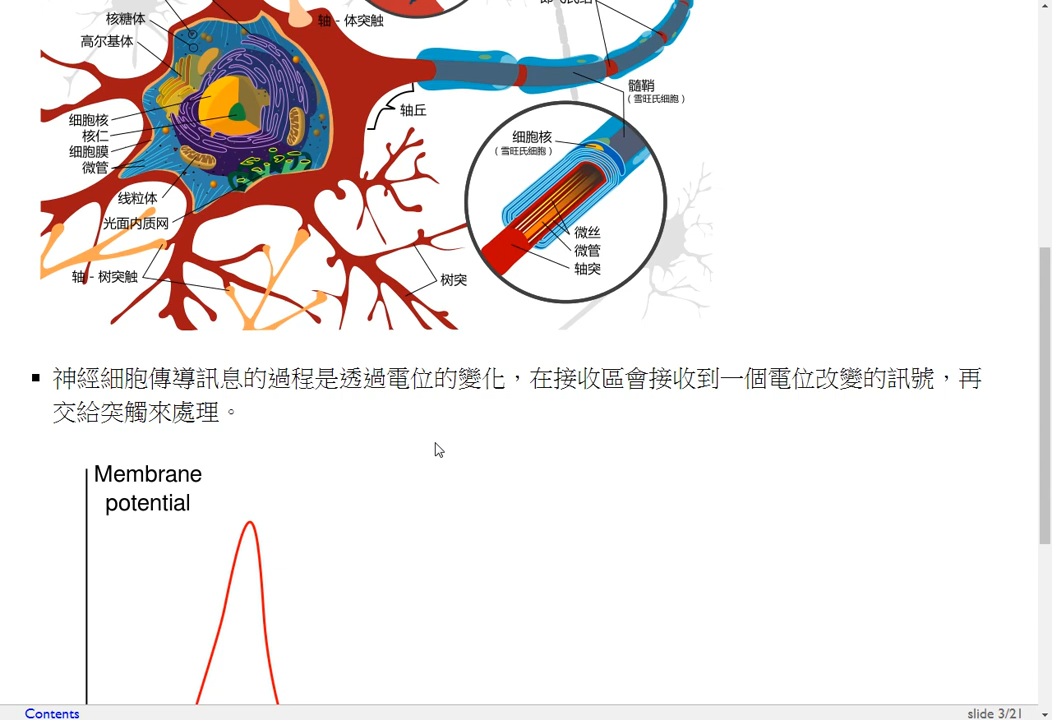 核糖体
轴 - 体突触
高尔基体
髓鞘
(雪旺氏细胞)
轴丘
细胞核
核仁
细胞膜
微管
细胞核
(雪旺氏细胞)
线粒体
光面内质网
微丝
微管
轴突
轴 - 树突触
树突
神經細胞傳導訊息的過程是透過電位的變化，在接收區會接收到一個電位改變的訊號，再
交給突觸來處理。
Membrane
potential
Contents
slide 3/21